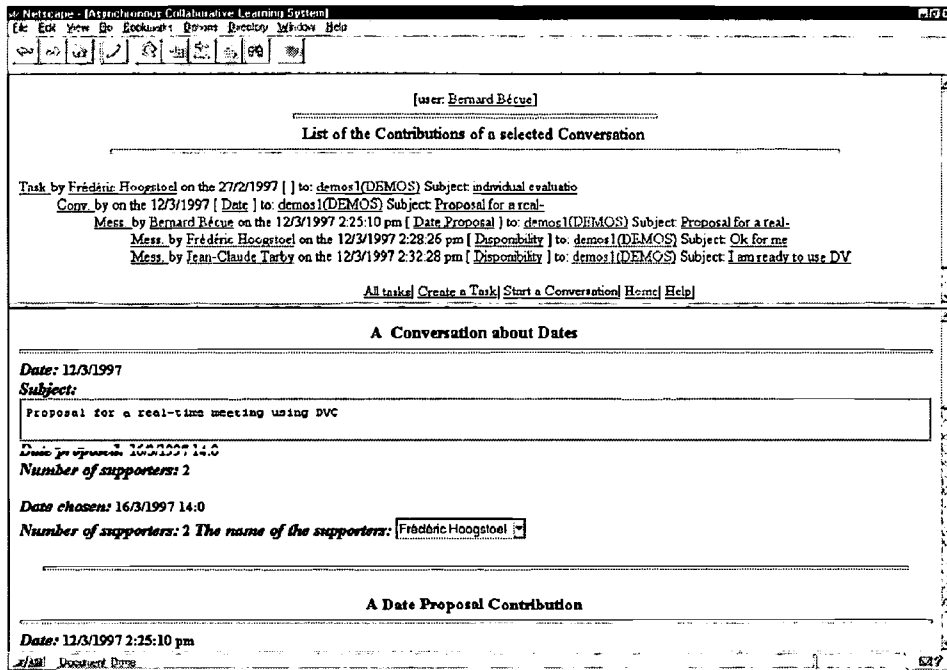 Netscape - [Asynchronous Collaborative Learning System]
File Edit View Go Bookmarks Options Directory Window Help
[user: Bernard Bécue]
List of the Contributions of a selected Conversation
Task by Frédéric Hoogstoel on the 27/2/1997 [ ] to: demos1(DEMOS) Subject: individual evaluatio
Conv. by on the 12/3/1997 [ Date ] to: demos1(DEMOS) Subject: Proposal for a real-
Mess. by Bernard Bécue on the 12/3/1997 2:25:10 pm [ Date Proposal ] to: demos1(DEMOS) Subject: Proposal for a real-
Mess. by Frédéric Hoogstoel on the 12/3/1997 2:28:26 pm [ Disponibility ] to: demos1(DEMOS) Subject: Ok for me
Mess. by Jean-Claude Tarby on the 12/3/1997 2:32:28 pm [ Disponibility ] to: demos1(DEMOS) Subject: I am ready to use DV
All tasks| Create a Task| Start a Conversation| Home| Help|
A Conversation about Dates
Date: 12/3/1997
Subject:
Proposal for a real-time meeting using DVC
Date proposed: 16/3/1997 14:0
Number of supporters: 2
Date chosen: 16/3/1997 14:0
Number of supporters: 2 The name of the supporters: Frédéric Hoogstoel
A Date Proposal Contribution
Date: 12/3/1997 2:25:10 pm
Document Done